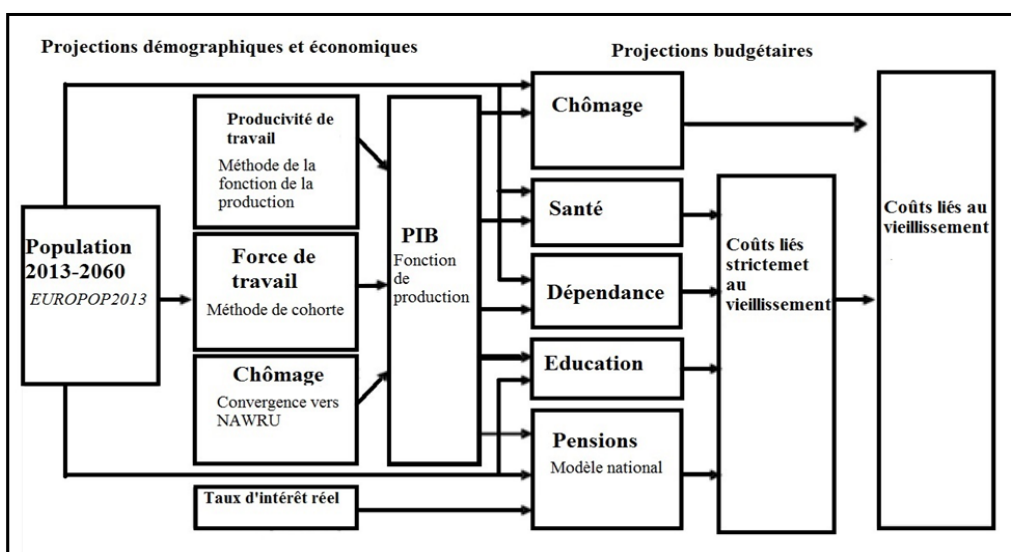 Projections démographiques et économiques
Projections budgétaires
Population
2013-2060
EUROPOP2013
Producivité de
travail
Méthode de la
fonction de la
production
Force de
travail
Méthode de cohorte
Chômage
Convergence vers
NAWRU
Taux d'intérêt réel
PIB
Fonction
de
production
Chômage
Santé
Dépendance
Education
Pensions
Modèle national
Coûts liés
strictemet
au
vieillissement
Coûts liés au
vieillissement